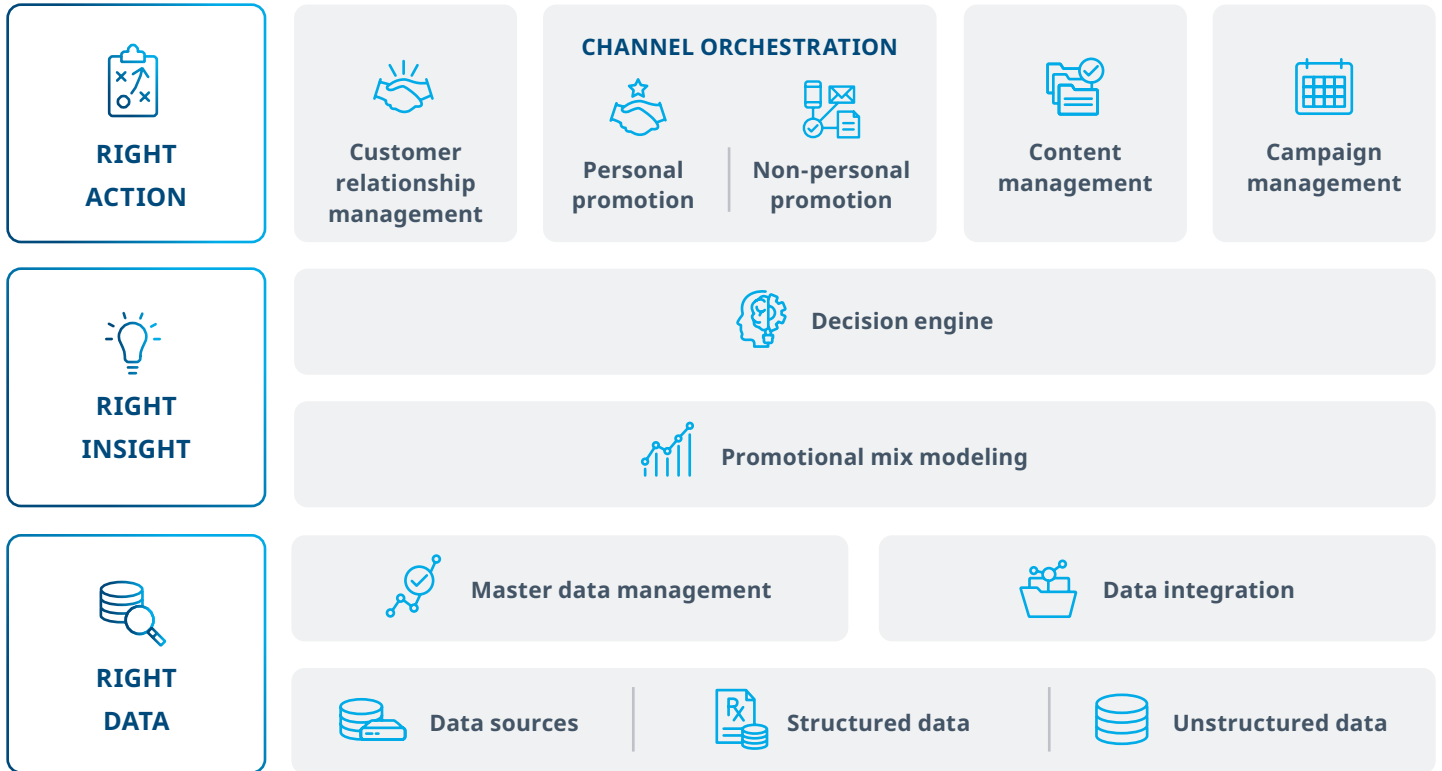 RIGHT
ACTION
Customer
relationship
management
CHANNEL ORCHESTRATION
Personal
promotion
Non-personal
promotion
Content
management
Campaign
management
RIGHT
INSIGHT
Decision engine
Promotional mix modeling
RIGHT
DATA
Master data management
Data integration
Data sources
Rx
Structured data
Unstructured data